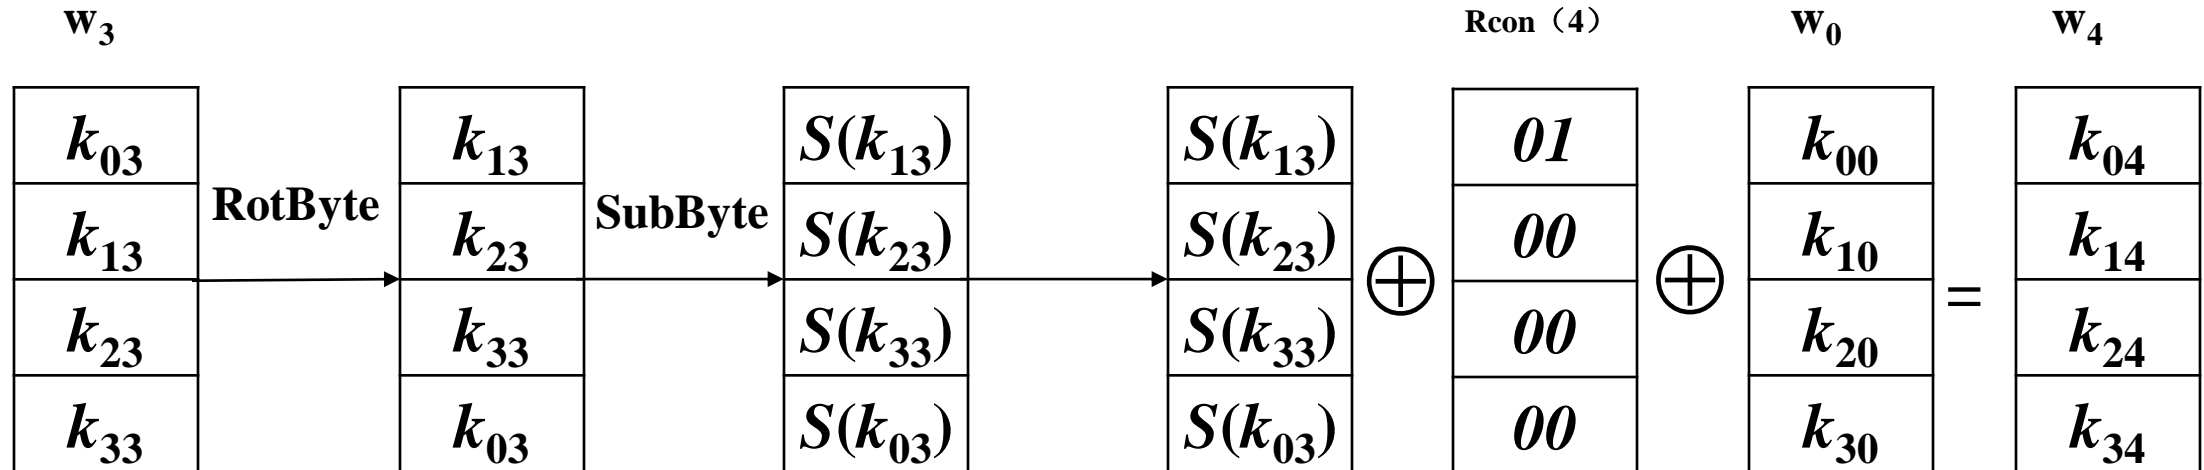 w₃ Rcon（4） w₀ w₄
k₀₃ k₁₃ S(k₁₃) S(k₁₃) 01 k₀₀ k₀₄
RotByte SubByte
k₁₃ k₂₃ S(k₂₃) S(k₂₃) 00 k₁₀ k₁₄
⊕ ⊕ =
k₂₃ k₃₃ S(k₃₃) S(k₃₃) 00 k₂₀ k₂₄
k₃₃ k₀₃ S(k₀₃) S(k₀₃) 00 k₃₀ k₃₄